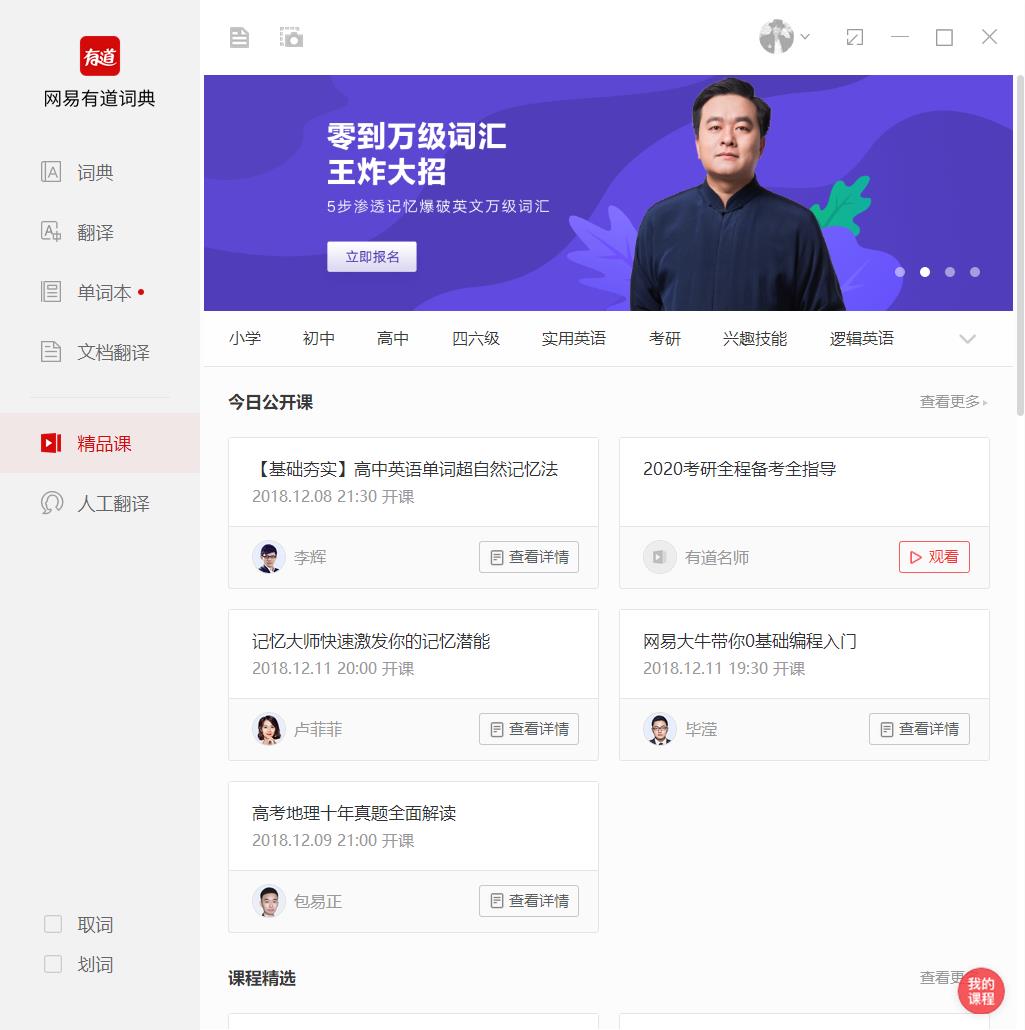 有道
网易有道词典
词典
翻译
单词本
文档翻译
精品课
人工翻译
取词
划词
零到万级词汇
王炸大招
5步渗透记忆爆破英文万级词汇
立即报名
小学 初中 高中 四六级 实用英语 考研 兴趣技能 逻辑英语
今日公开课 查看更多
【基础夯实】高中英语单词超自然记忆法
2018.12.08 21:30 开课
李辉 查看详情
2020考研全程备考全指导
有道名师 观看
记忆大师快速激发你的记忆潜能
2018.12.11 20:00 开课
卢菲菲 查看详情
网易大牛带你0基础编程入门
2018.12.11 19:30 开课
毕滢 查看详情
高考地理十年真题全面解读
2018.12.09 21:00 开课
包易正 查看详情
课程精选 查看更
我的
课程